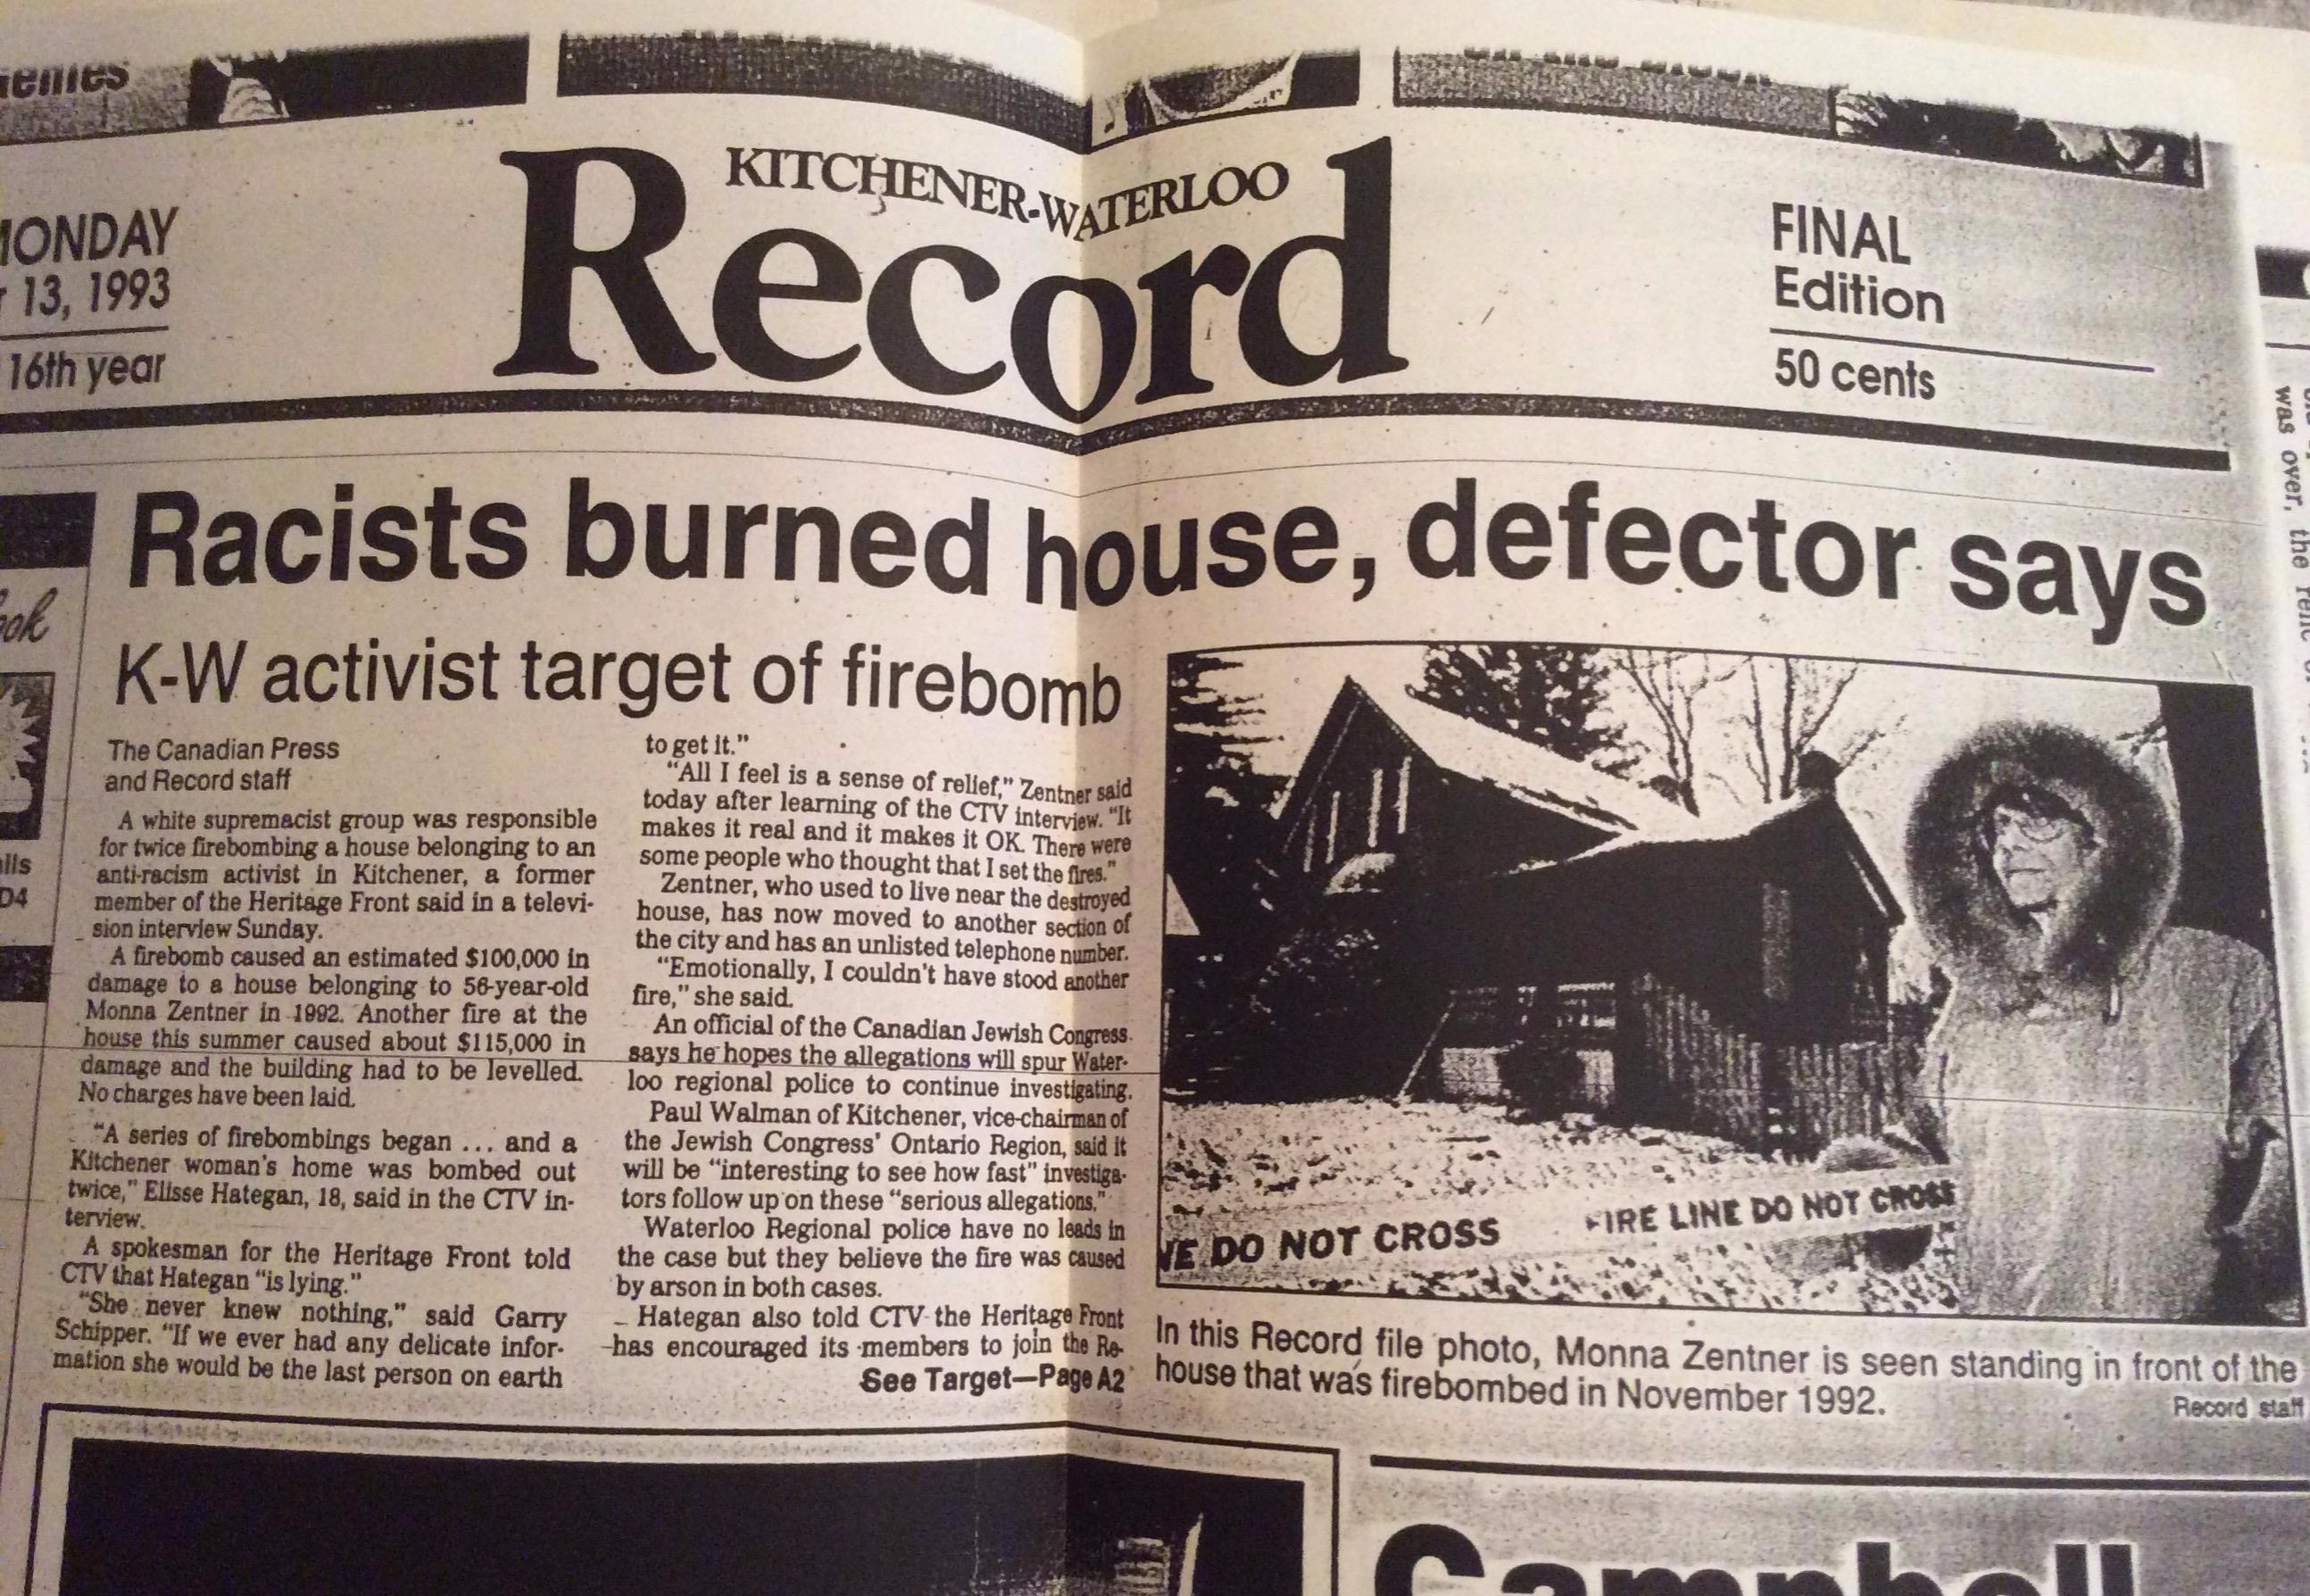 KITCHENER-WATERLOO
Record
MONDAY
13, 1993
16th year
FINAL
Edition
50 cents
Racists burned house, defector says
K-W activist target of firebomb
The Canadian Press
and Record staff
A white supremacist group was responsible
for twice firebombing a house belonging to an
anti-racism activist in Kitchener, a former
member of the Heritage Front said in a televi-
sion interview Sunday.
A firebomb caused an estimated $100,000 in
damage to a house belonging to 56-year-old
Monna Zentner in 1992. Another fire at the
house this summer caused about $115,000 in
damage and the building had to be levelled.
No charges have been laid.
“A series of firebombings began ... and a
Kitchener woman's home was bombed out
twice,” Elisse Hategan, 18, said in the CTV in-
terview.
A spokesman for the Heritage Front told
CTV that Hategan “is lying.”
“She never knew nothing,” said Garry
Schipper. “If we ever had any delicate infor-
mation she would be the last person on earth
to get it.”
“All I feel is a sense of relief,” Zentner said
today after learning of the CTV interview. “It
makes it real and it makes it OK. There were
some people who thought that I set the fires.”
Zentner, who used to live near the destroyed
house, has now moved to another section of
the city and has an unlisted telephone number.
“Emotionally, I couldn't have stood another
fire,” she said.
An official of the Canadian Jewish Congress
says he hopes the allegations will spur Water-
loo regional police to continue investigating.
Paul Walman of Kitchener, vice-chairman of
the Jewish Congress' Ontario Region, said it
will be “interesting to see how fast” investiga-
tors follow up on these “serious allegations.”
Waterloo Regional police have no leads in
the case but they believe the fire was caused
by arson in both cases.
Hategan also told CTV the Heritage Front
has encouraged its members to join the Re-
See Target—Page A2
NE DO NOT CROSS
FIRE LINE DO NOT CROSS
In this Record file photo, Monna Zentner is seen standing in front of the
house that was firebombed in November 1992.
Record staff
D4
was over, the
Campbell